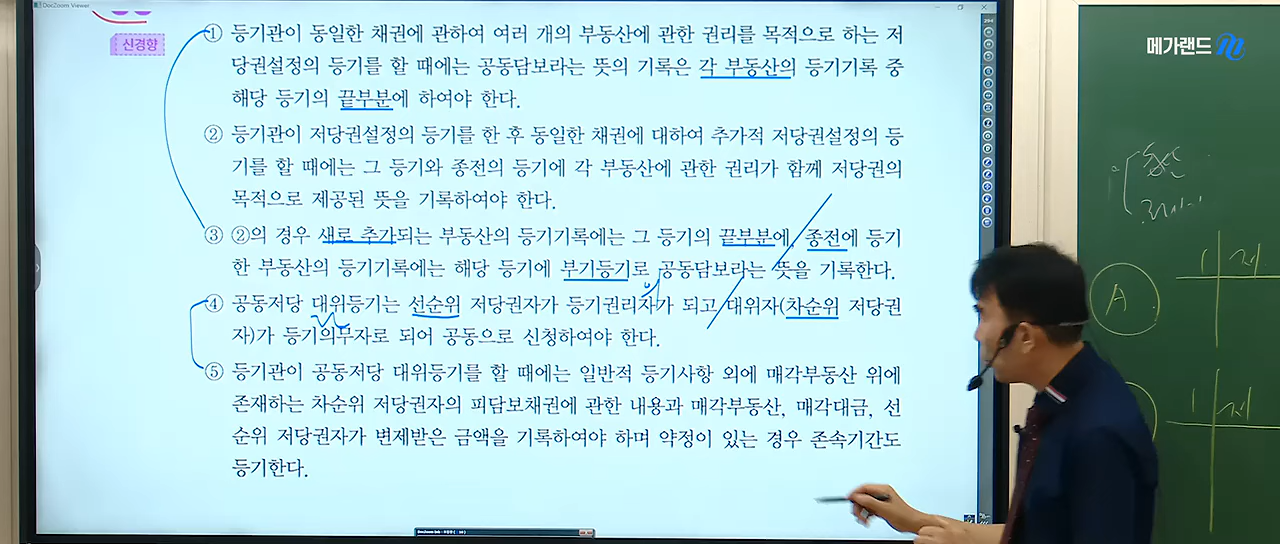 DocZoom Viewer
신경향
① 등기관이 동일한 채권에 관하여 여러 개의 부동산에 관한 권리를 목적으로 하는 저
당권설정의 등기를 할 때에는 공동담보라는 뜻의 기록은 각 부동산의 등기기록 중
해당 등기의 끝부분에 하여야 한다.
② 등기관이 저당권설정의 등기를 한 후 동일한 채권에 대하여 추가적 저당권설정의 등
기를 할 때에는 그 등기와 종전의 등기에 각 부동산에 관한 권리가 함께 저당권의
목적으로 제공된 뜻을 기록하여야 한다.
③ ②의 경우 새로 추가되는 부동산의 등기기록에는 그 등기의 끝부분에, 종전에 등기
한 부동산의 등기기록에는 해당 등기에 부기등기로 공동담보라는 뜻을 기록한다.
④ 공동저당 대위등기는 선순위 저당권자가 등기권리자가 되고 대위자(차순위 저당권
자)가 등기의무자로 되어 공동으로 신청하여야 한다.
⑤ 등기관이 공동저당 대위등기를 할 때에는 일반적 등기사항 외에 매각부동산 위에
존재하는 차순위 저당권자의 피담보채권에 관한 내용과 매각부동산, 매각대금, 선
순위 저당권자가 변제받은 금액을 기록하여야 하며 약정이 있는 경우 존속기간도
등기한다.
메가랜드
A
1 저
1 저